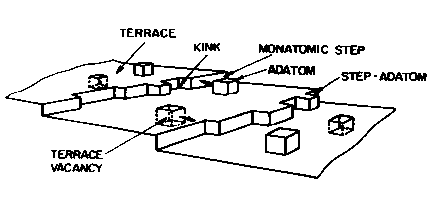 TERRACE
KINK
MONATOMIC STEP
ADATOM
STEP-ADATOM
TERRACE
VACANCY